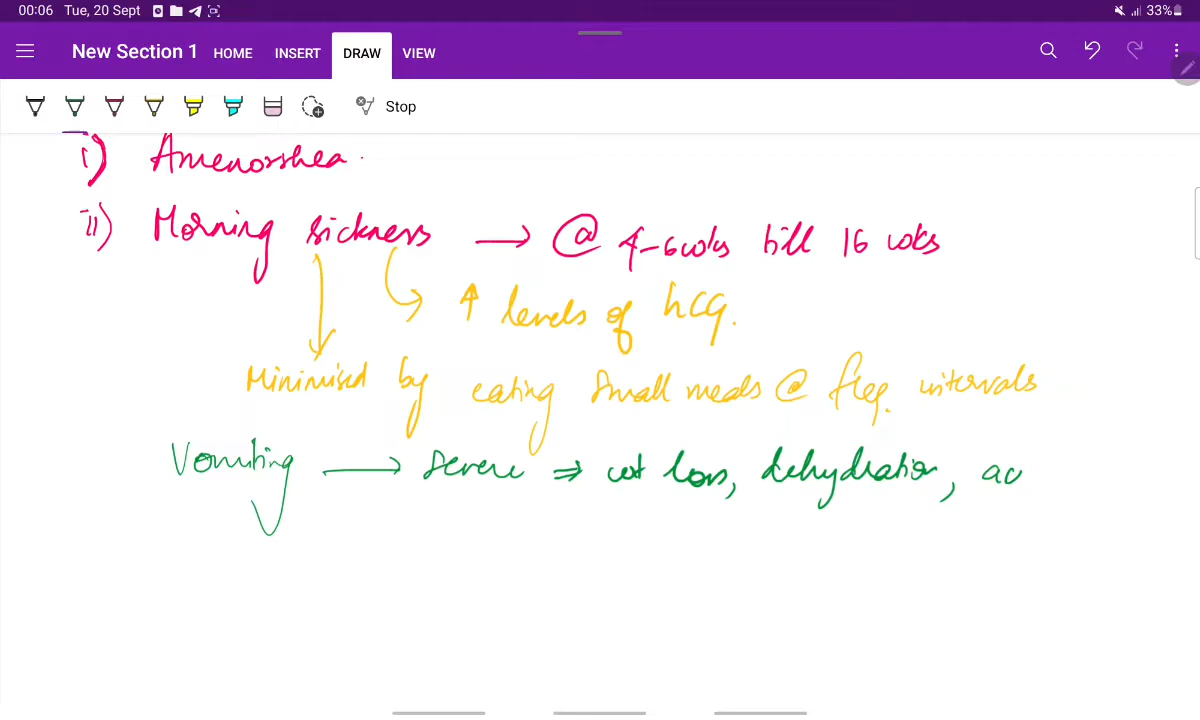 00:06 Tue, 20 Sept 33%
New Section 1 HOME INSERT DRAW VIEW
Stop
i) Amenorrhea.
ii) Morning sickness → @ 4-6 wks till 16 wks
↑ levels of hCG.
Minimised by eating small meals @ freq. intervals
Vomiting → severe ⇒ wt loss, dehydration, ac